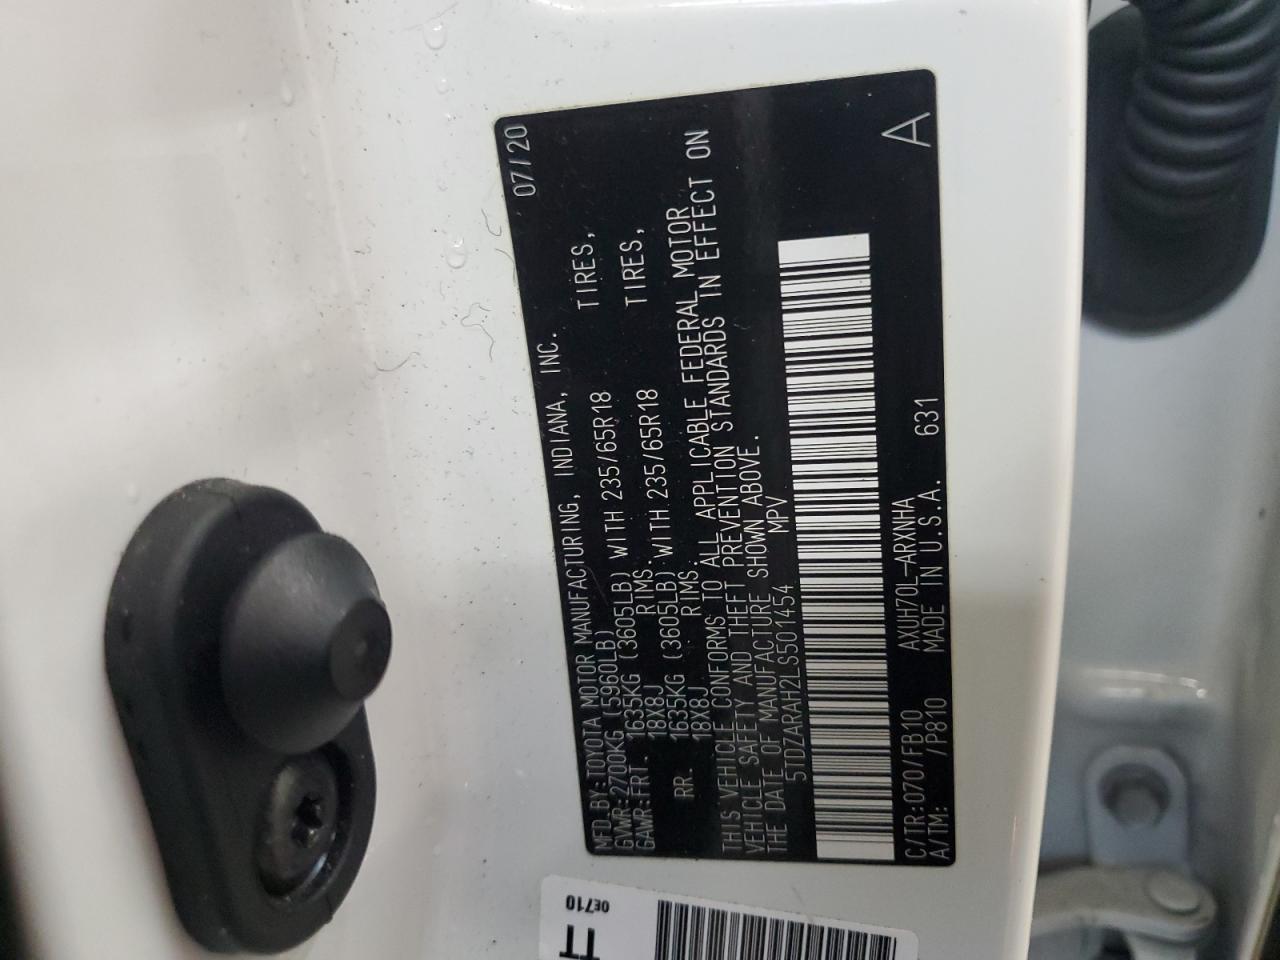 07/20
MFD. BY: TOYOTA MOTOR MANUFACTURING, INDIANA, INC.
GVWR: 2700KG (5960LB)
GAWR: FRT. 1635KG (3605LB) WITH 235/65R18 TIRES,
18X8J RIMS.
RR. 1635KG (3605LB) WITH 235/65R18 TIRES,
18X8J RIMS.
THIS VEHICLE CONFORMS TO ALL APPLICABLE FEDERAL MOTOR
VEHICLE SAFETY AND THEFT PREVENTION STANDARDS IN EFFECT ON
THE DATE OF MANUFACTURE SHOWN ABOVE.
5TDZARAH2LS501454 MPV
C/TR: 070/FB10 AXUH70L-ARXNHA 631 A
A/TM: /P810 MADE IN U.S.A.
0E710